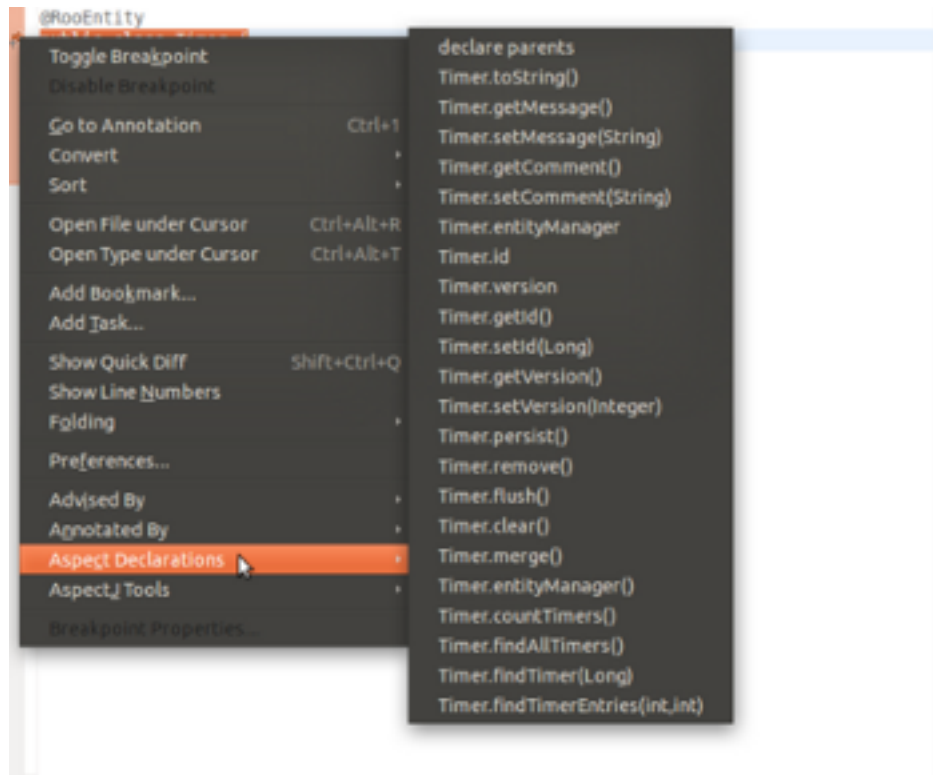 @RooEntity
Toggle Breakpoint
Disable Breakpoint
Go to Annotation Ctrl+1
Convert
Sort
Open File under Cursor Ctrl+Alt+R
Open Type under Cursor Ctrl+Alt+T
Add Bookmark...
Add Task...
Show Quick Diff Shift+Ctrl+Q
Show Line Numbers
Folding
Preferences...
Advised By
Annotated By
Aspect Declarations
AspectJ Tools
Breakpoint Properties...
declare parents
Timer.toString()
Timer.getMessage()
Timer.setMessage(String)
Timer.getComment()
Timer.setComment(String)
Timer.entityManager
Timer.id
Timer.version
Timer.getId()
Timer.setId(Long)
Timer.getVersion()
Timer.setVersion(Integer)
Timer.persist()
Timer.remove()
Timer.flush()
Timer.clear()
Timer.merge()
Timer.entityManager()
Timer.countTimers()
Timer.findAllTimers()
Timer.findTimer(Long)
Timer.findTimerEntries(int,int)